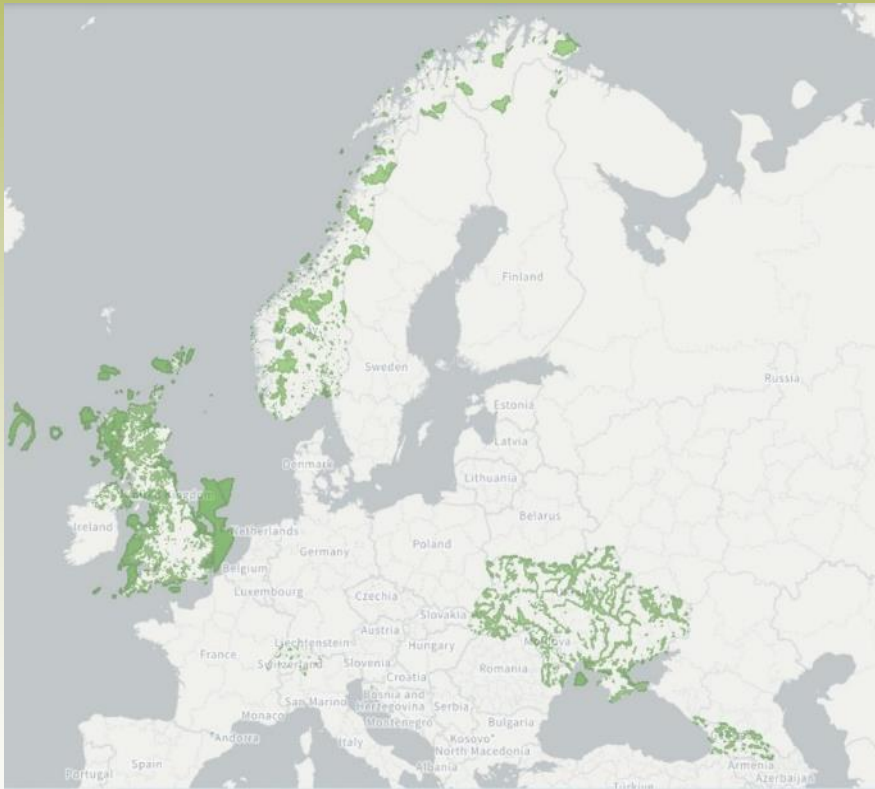 Finland
Sweden
Russia
Estonia
Latvia
Denmark
Lithuania
Ireland
Belarus
Netherlands
Poland
Germany
Belgium
Luxembourg
Czechia
Slovakia
Liechtenstein
Austria
Moldova
Hungary
France
Switzerland
Slovenia
Romania
Croatia
San Marino
Bosnia and
Herzegovina
Serbia
Monaco
Montenegro
Bulgaria
Andorra
Italy
Kosovo
North Macedonia
Spain
Albania
Armenia
Portugal
Azerbaijan
Türkiye